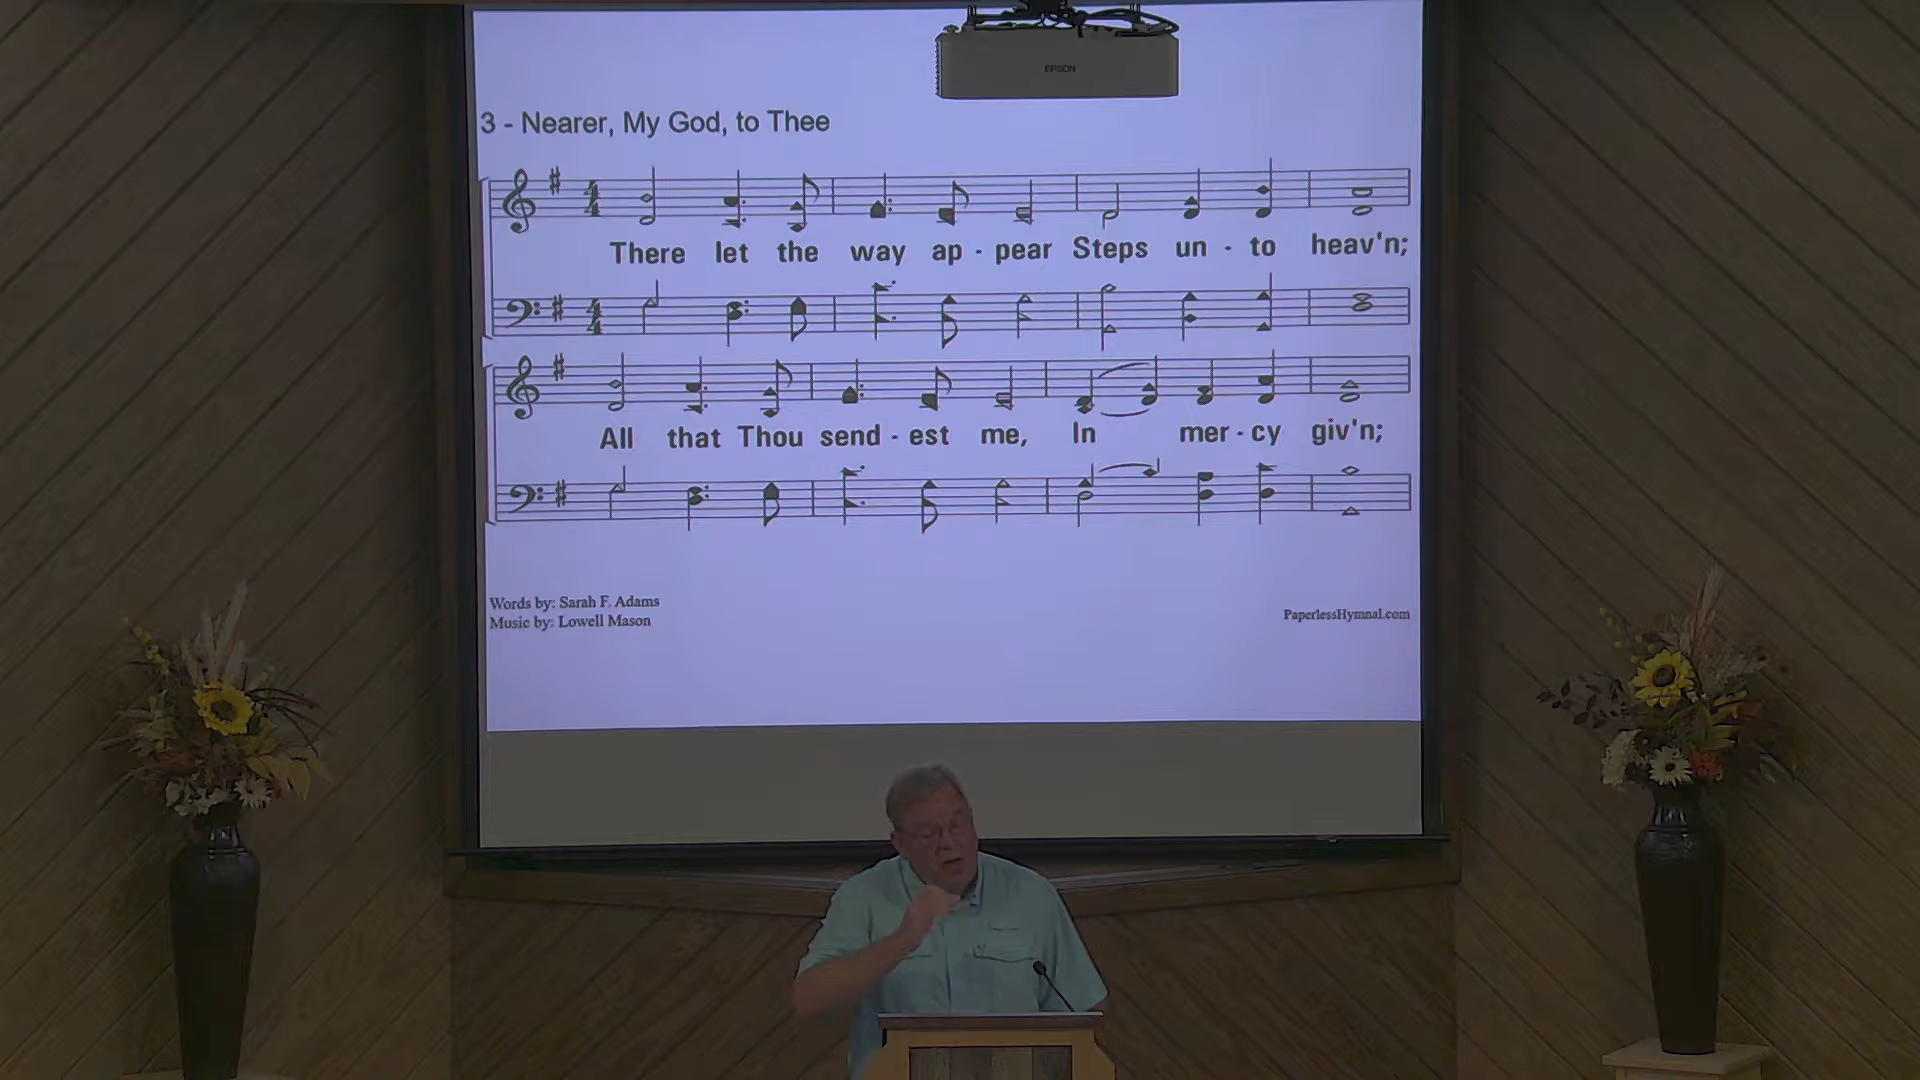 EPSON
3 - Nearer, My God, to Thee
There let the way ap - pear Steps un - to heav'n;
All that Thou send - est me, In mer - cy giv'n;
Words by: Sarah F. Adams
Music by: Lowell Mason
PaperlessHymnal.com